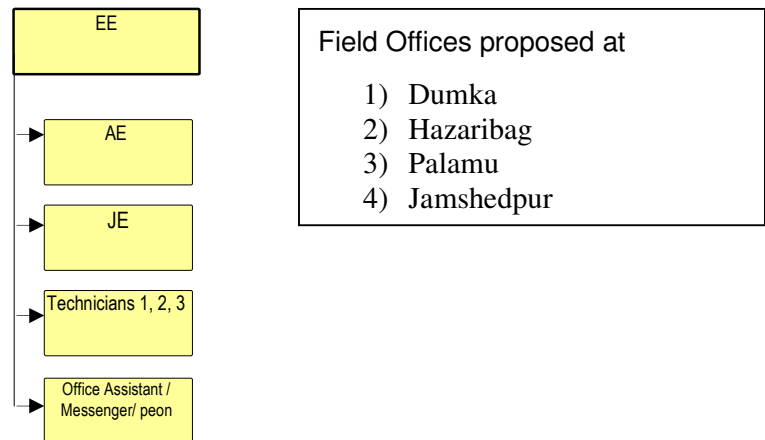 EE
AE
JE
Technicians 1, 2, 3
Office Assistant /
Messenger/ peon
Field Offices proposed at
1) Dumka
2) Hazaribag
3) Palamu
4) Jamshedpur